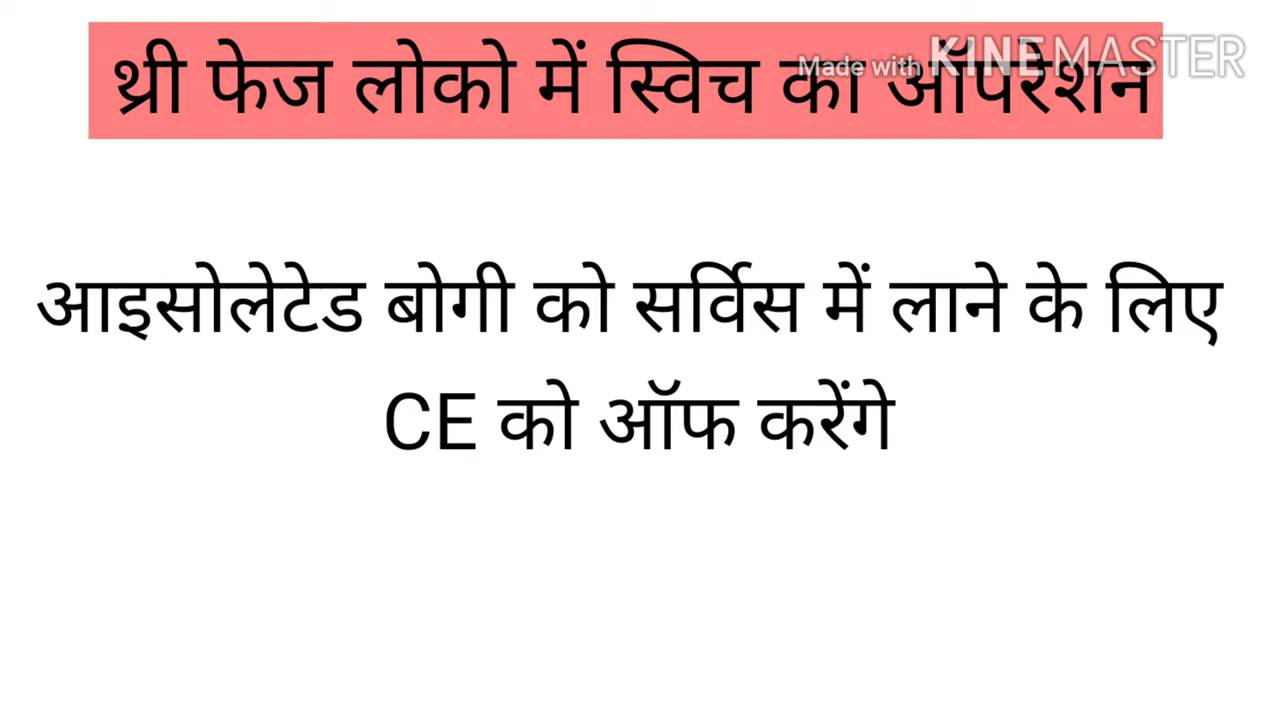 थ्री फेज लोको में स्विच का ऑपरेशन
Made with KINEMASTER
आइसोलेटेड बोगी को सर्विस में लाने के लिए
CE को ऑफ करेंगे